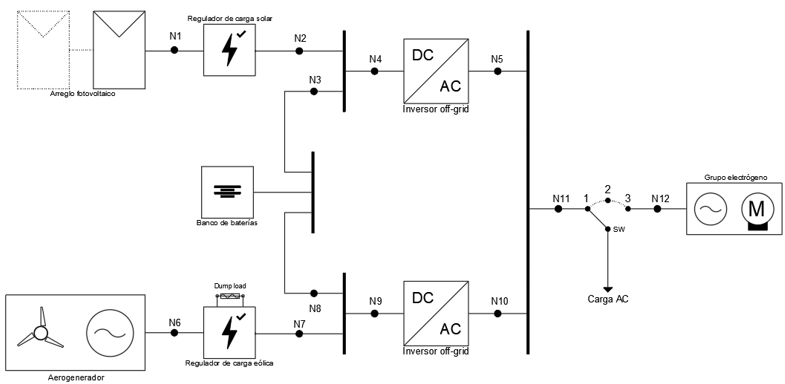 Regulador de carga solar
N1
N2
N3
N4
DC
AC
N5
Arreglo fotovoltaico
Inversor off-grid
Grupo electrógeno
N11
1
2
3
N12
M
SW
Banco de baterías
Carga AC
Dump load
N6
N7
N8
N9
DC
AC
N10
Inversor off-grid
Regulador de carga eólica
Aerogenerador